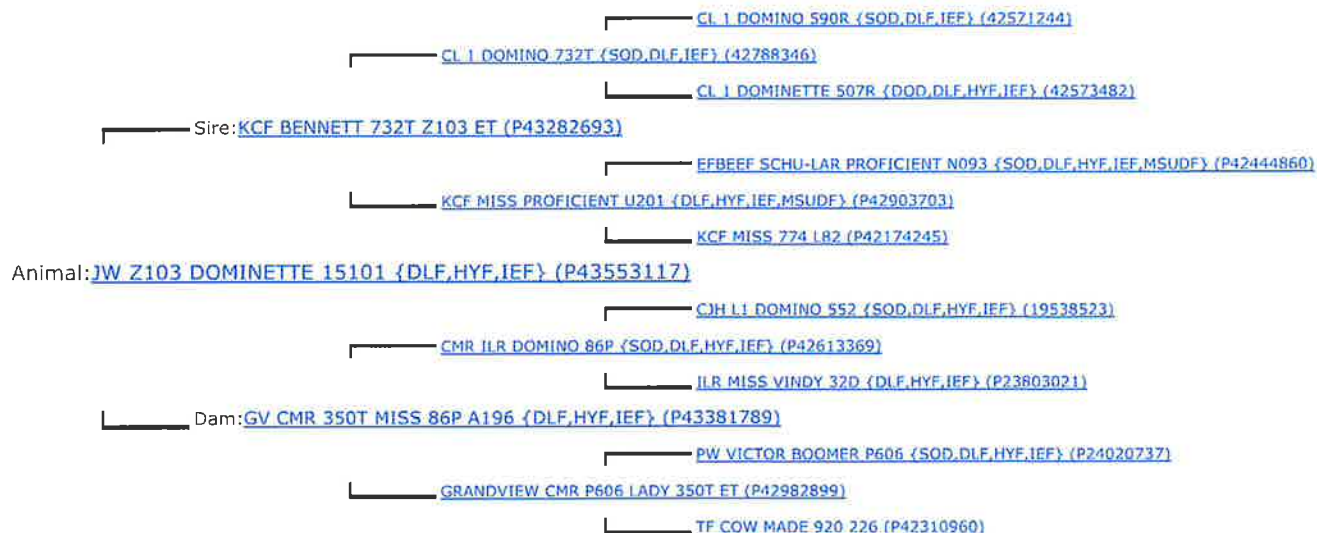 CL 1 DOMINO 590R {SOD,DLF,IEF} (42571244)
CL 1 DOMINO 732T {SOD,DLF,IEF} (42788346)
CL 1 DOMINETTE 507R {DOD,DLF,HYF,IEF} (42573482)
Sire:KCF BENNETT 732T Z103 ET (P43282693)
EFBEEF SCHU-LAR PROFICIENT N093 {SOD,DLF,HYF,IEF,MSUDF} (P42444860)
KCF MISS PROFICIENT U201 {DLF,HYF,IEF,MSUDF} (P42903703)
KCF MISS 774 L82 (P42174245)
Animal:JW Z103 DOMINETTE 15101 {DLF,HYF,IEF} (P43553117)
CJH L1 DOMINO 552 {SOD,DLF,HYF,IEF} (19538523)
CMR ILR DOMINO 86P {SOD,DLF,HYF,IEF} (P42613369)
ILR MISS VINDY 32D {DLF,HYF,IEF} (P23803021)
Dam:GV CMR 350T MISS 86P A196 {DLF,HYF,IEF} (P43381789)
PW VICTOR BOOMER P606 {SOD,DLF,HYF,IEF} (P24020737)
GRANDVIEW CMR P606 LADY 350T ET (P42982899)
TF COW MADE 920 226 (P42310960)